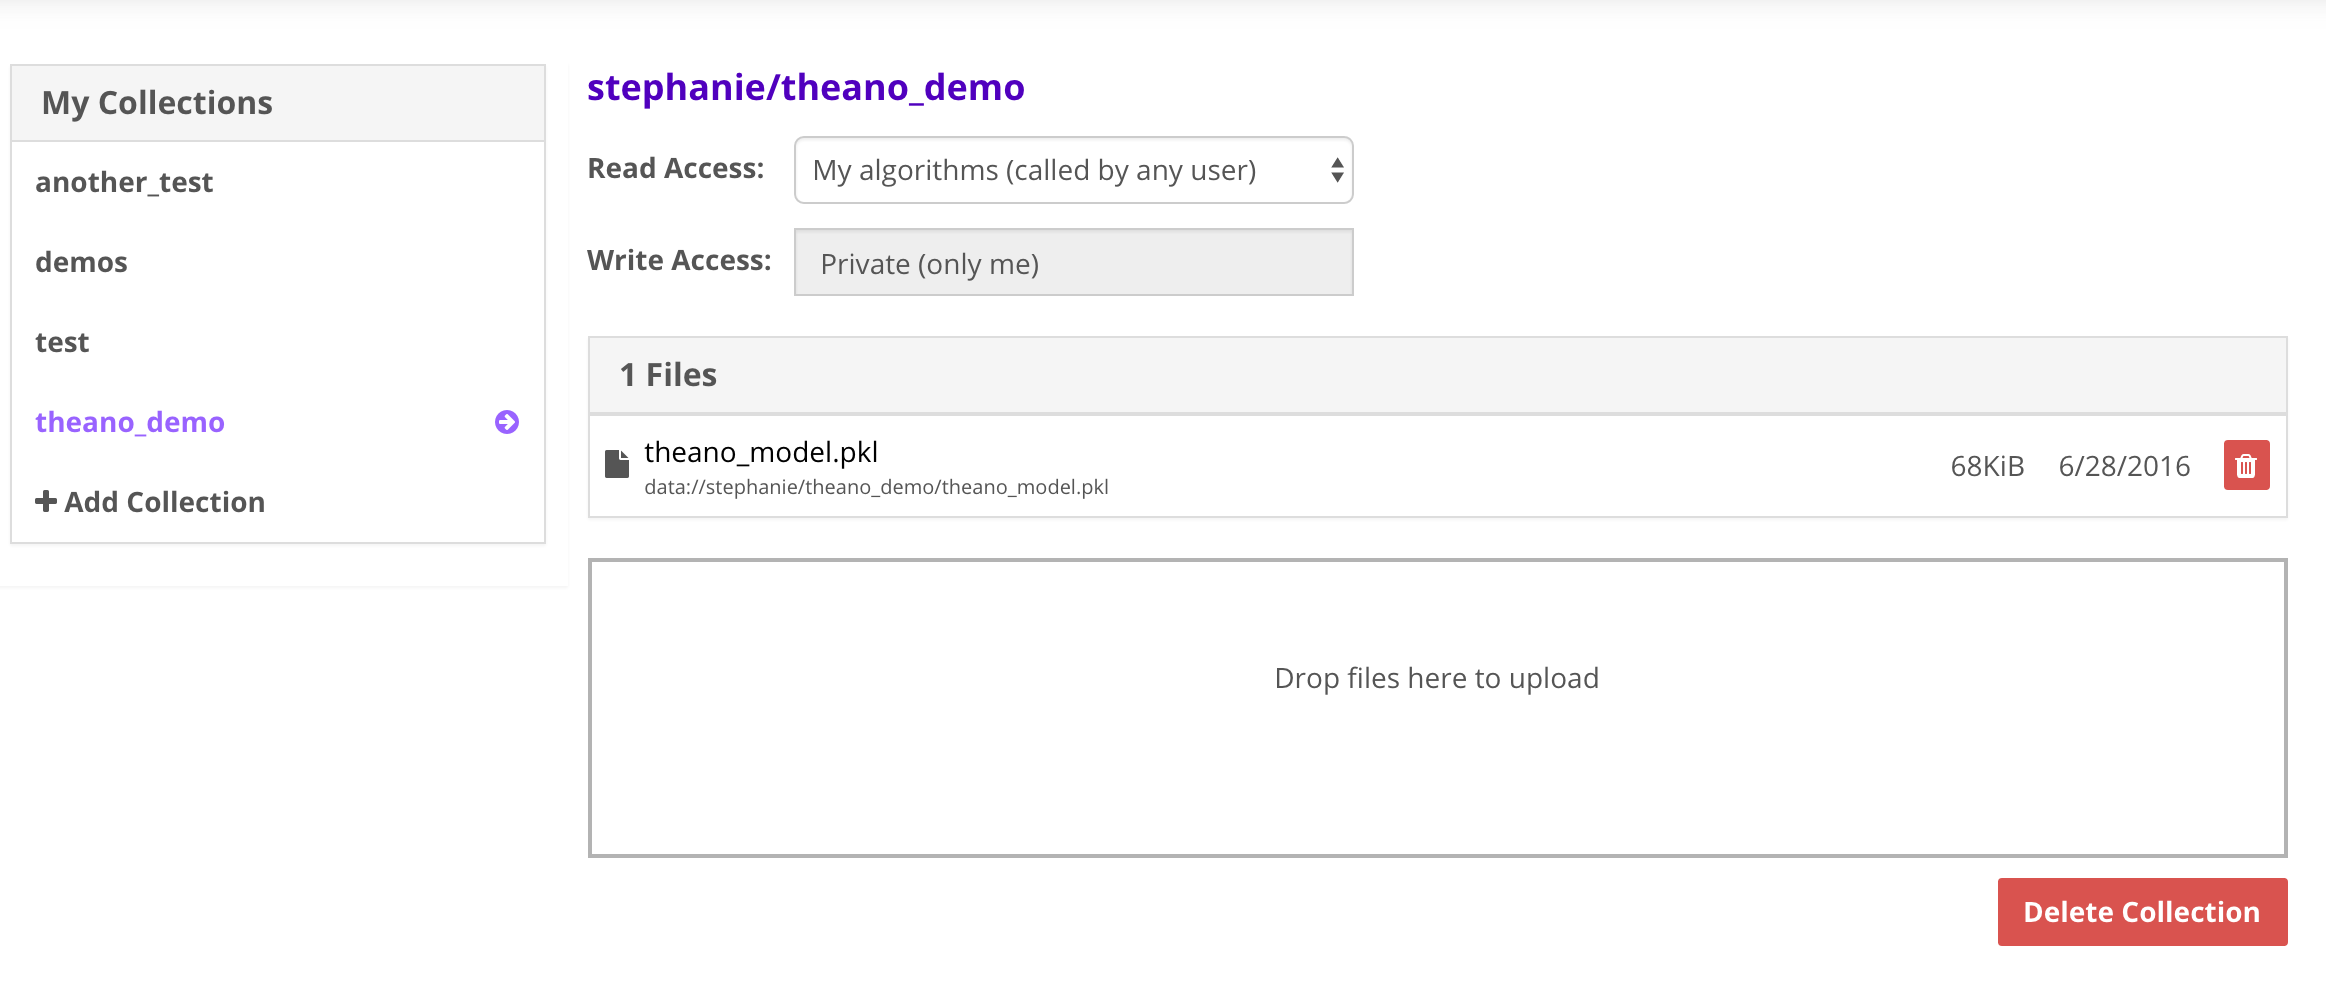 My Collections
another_test
demos
test
theano_demo
Add Collection
stephanie/theano_demo
Read Access: My algorithms (called by any user)
Write Access: Private (only me)
1 Files
theano_model.pkl
data://stephanie/theano_demo/theano_model.pkl
68KiB 6/28/2016
Drop files here to upload
Delete Collection